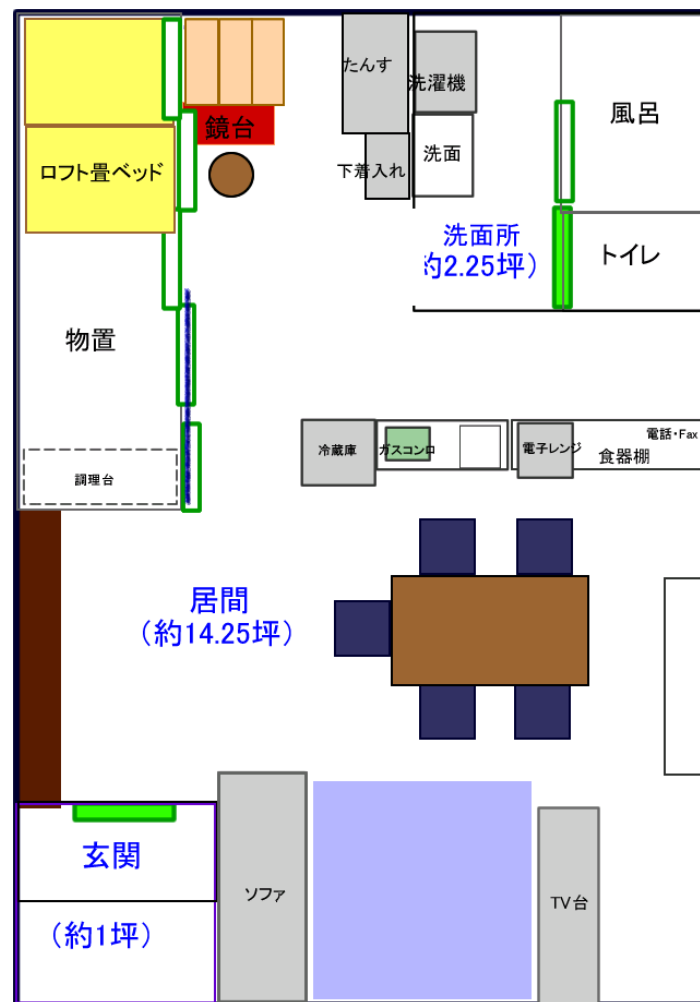 たんす
洗濯機
風呂
鏡台
ロフト畳ベッド
下着入れ
洗面
洗面所
約2.25坪）
トイレ
物置
冷蔵庫
ガスコンロ
電子レンジ
電話・Fax
食器棚
調理台
居間
（約14.25坪）
玄関
（約1坪）
ソファ
TV台